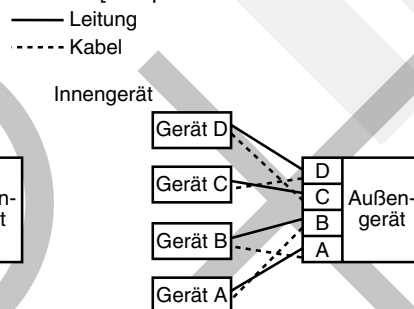 Leitung
Kabel
Innengerät
Gerät D
Gerät C
Gerät B
Gerät A
D
C
B
A
Außen-
gerät